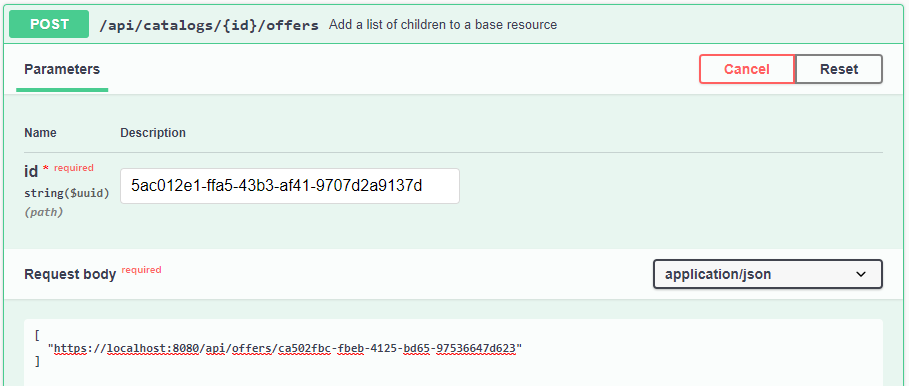 POST /api/catalogs/{id}/offers Add a list of children to a base resource
Parameters Cancel Reset
Name Description
id * required
string($uuid) 5ac012e1-ffa5-43b3-af41-9707d2a9137d
(path)
Request body required application/json
[
"https://localhost:8080/api/offers/ca502fbc-fbeb-4125-bd65-97536647d623"
]